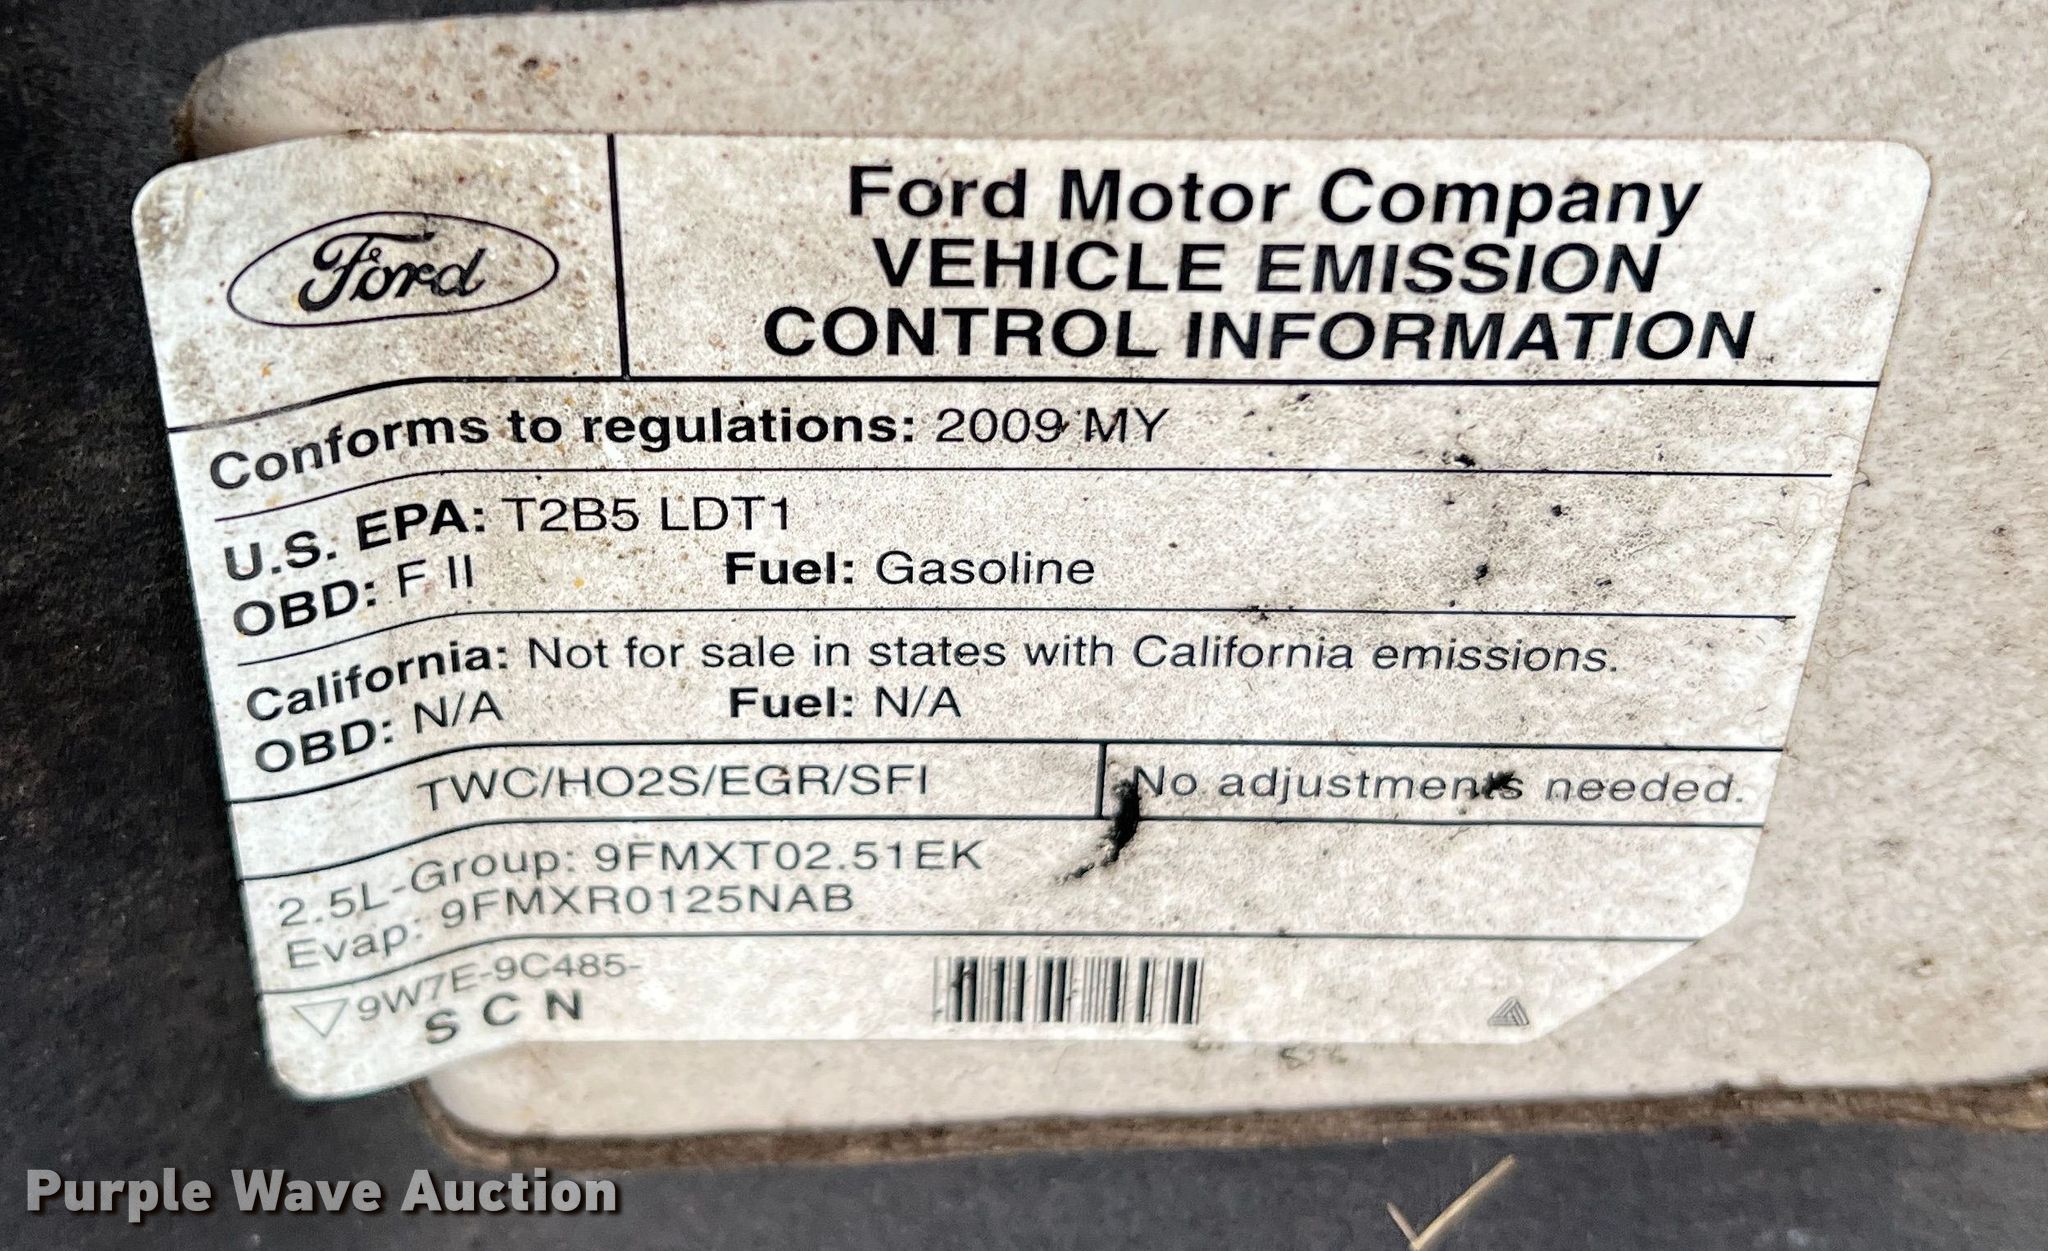 Ford
Ford Motor Company
VEHICLE EMISSION
CONTROL INFORMATION
Conforms to regulations: 2009 MY
U.S. EPA: T2B5 LDT1
OBD: F II Fuel: Gasoline
California: Not for sale in states with California emissions.
OBD: N/A Fuel: N/A
TWC/HO2S/EGR/SFI
No adjustments needed.
2.5L-Group: 9FMXT02.51EK
Evap: 9FMXR0125NAB
9W7E-9C485-
S C N
Purple Wave Auction